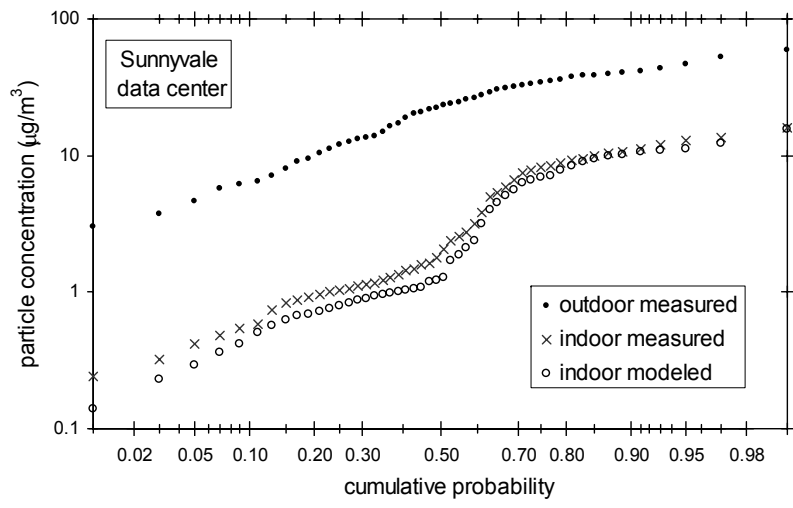 100
10
1
0.1
particle concentration (µg/m³)
Sunnyvale
data center
outdoor measured
indoor measured
indoor modeled
0.02 0.05 0.10 0.20 0.30 0.50 0.70 0.80 0.90 0.95 0.98
cumulative probability